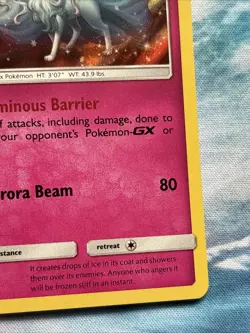 x Pokémon HT: 3'07" WT: 43.9 lbs
minous Barrier
f attacks, including damage, done to
your opponent's Pokémon-GX or
rora Beam 80
stance retreat
It creates drops of ice in its coat and showers
them over its enemies. Anyone who angers it
will be frozen stiff in an instant.